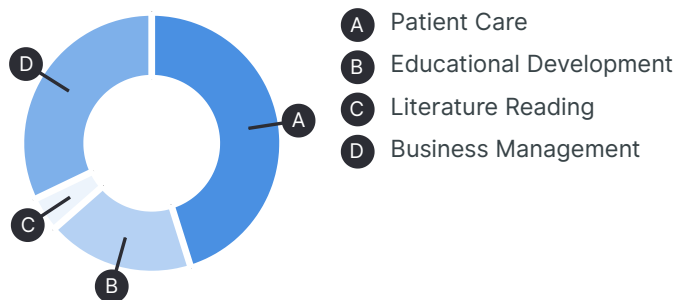 A Patient Care
B Educational Development
C Literature Reading
D Business Management
D
A
C
B